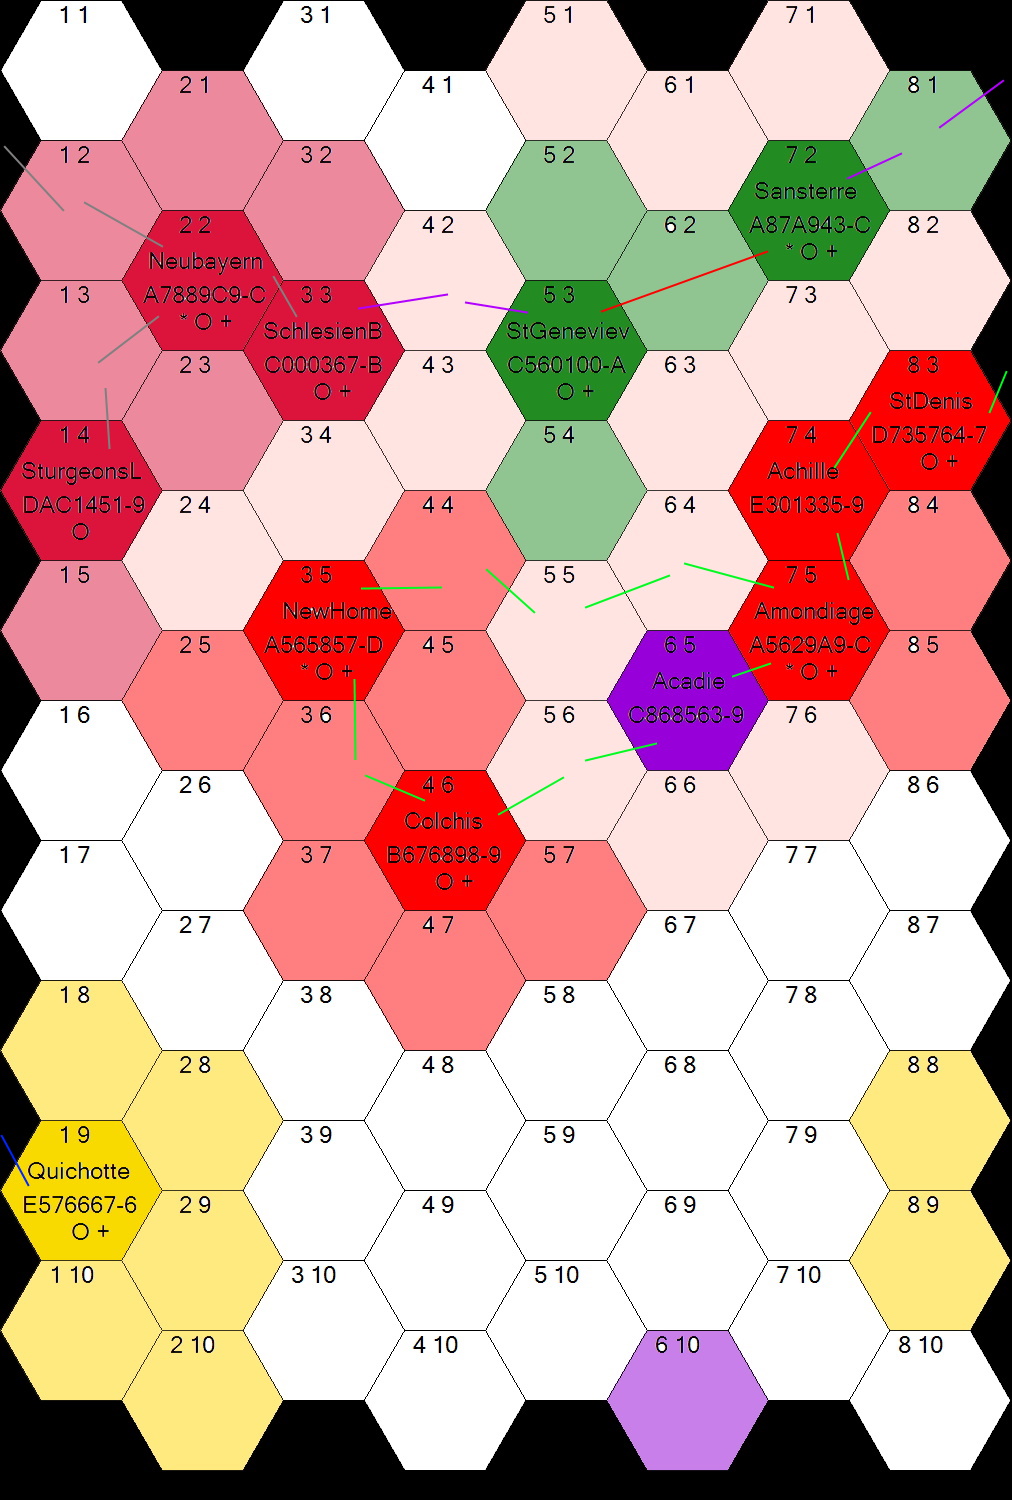 1 1
3 1
5 1
7 1
2 1
4 1
6 1
8 1
1 2
3 2
5 2
7 2
Sansterre
A87A943-C
* O +
2 2
Neubayern
A7889C9-C
* O +
4 2
6 2
8 2
1 3
3 3
SchlesienB
C000367-B
O +
5 3
StGeneviev
C560100-A
O +
7 3
2 3
4 3
6 3
8 3
StDenis
D735764-7
O +
1 4
SturgeonsL
DAC1451-9
O
3 4
5 4
7 4
Achille
E301335-9
2 4
4 4
6 4
8 4
1 5
3 5
NewHome
A565857-D
* O +
5 5
7 5
Amondiage
A5629A9-C
* O +
2 5
4 5
6 5
Acadie
C868563-9
8 5
1 6
3 6
5 6
7 6
2 6
4 6
Colchis
B676898-9
O +
6 6
8 6
1 7
3 7
5 7
7 7
2 7
4 7
6 7
8 7
1 8
3 8
5 8
7 8
2 8
4 8
6 8
8 8
1 9
Quichotte
E576667-6
O +
3 9
5 9
7 9
2 9
4 9
6 9
8 9
1 10
3 10
5 10
7 10
2 10
4 10
6 10
8 10